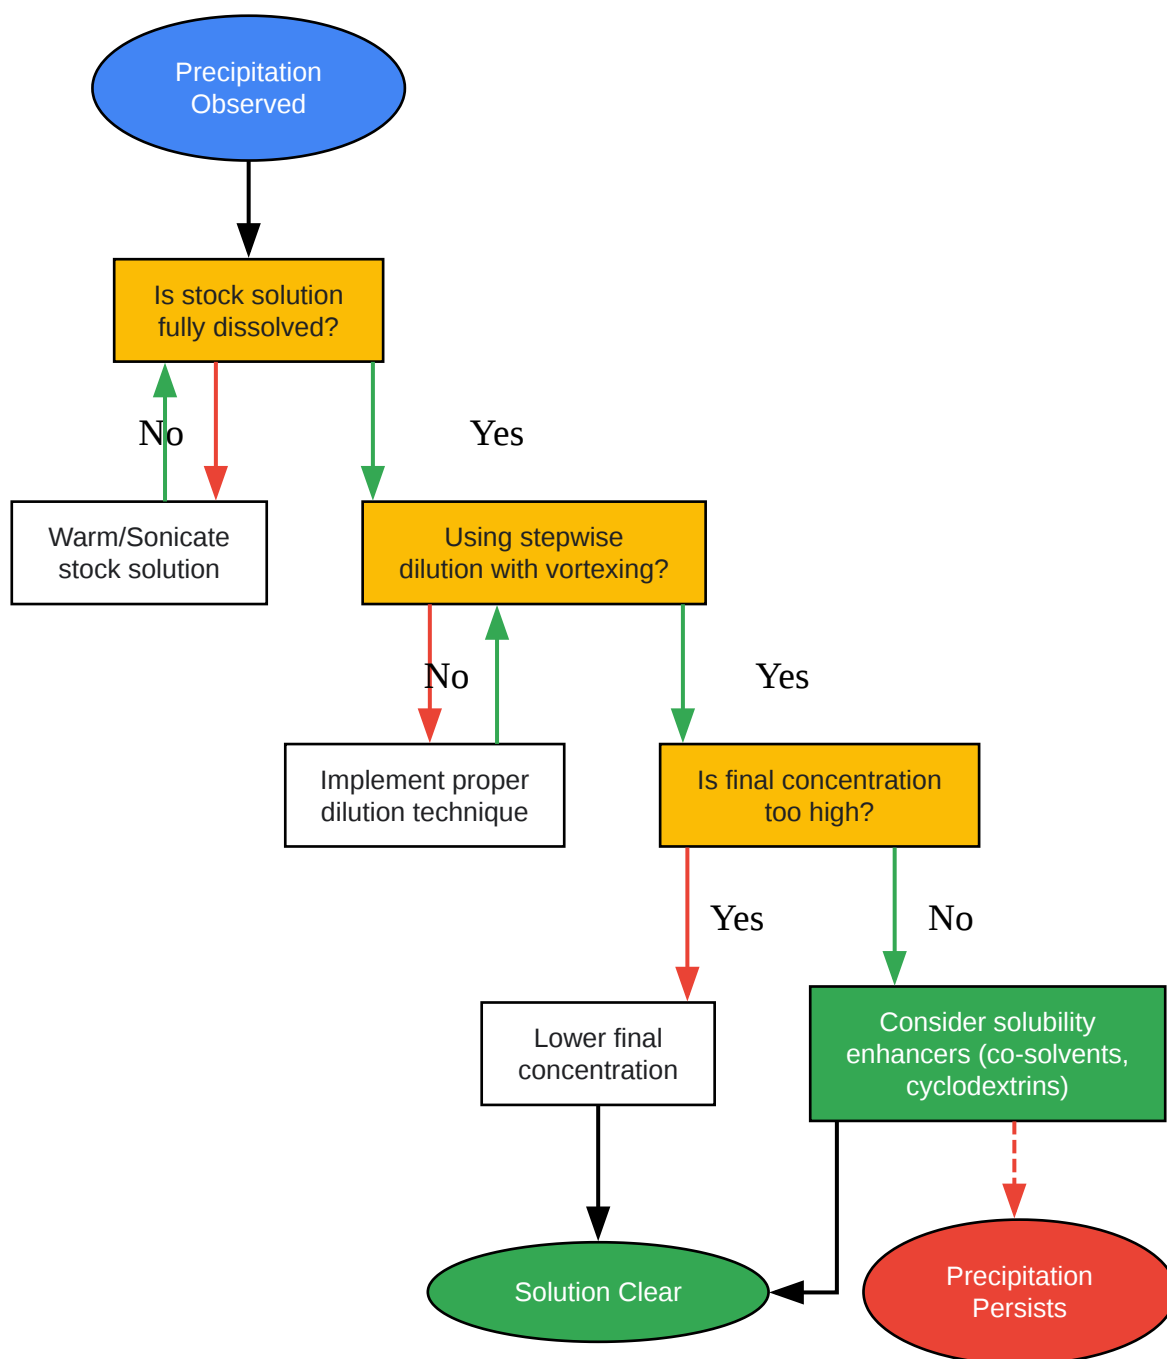 Precipitation
Observed
Is stock solution
fully dissolved?
No
Yes
Warm/Sonicate
stock solution
Using stepwise
dilution with vortexing?
No
Yes
Implement proper
dilution technique
Is final concentration
too high?
Yes
No
Lower final
concentration
Consider solubility
enhancers (co-solvents,
cyclodextrins)
Solution Clear
Precipitation
Persists